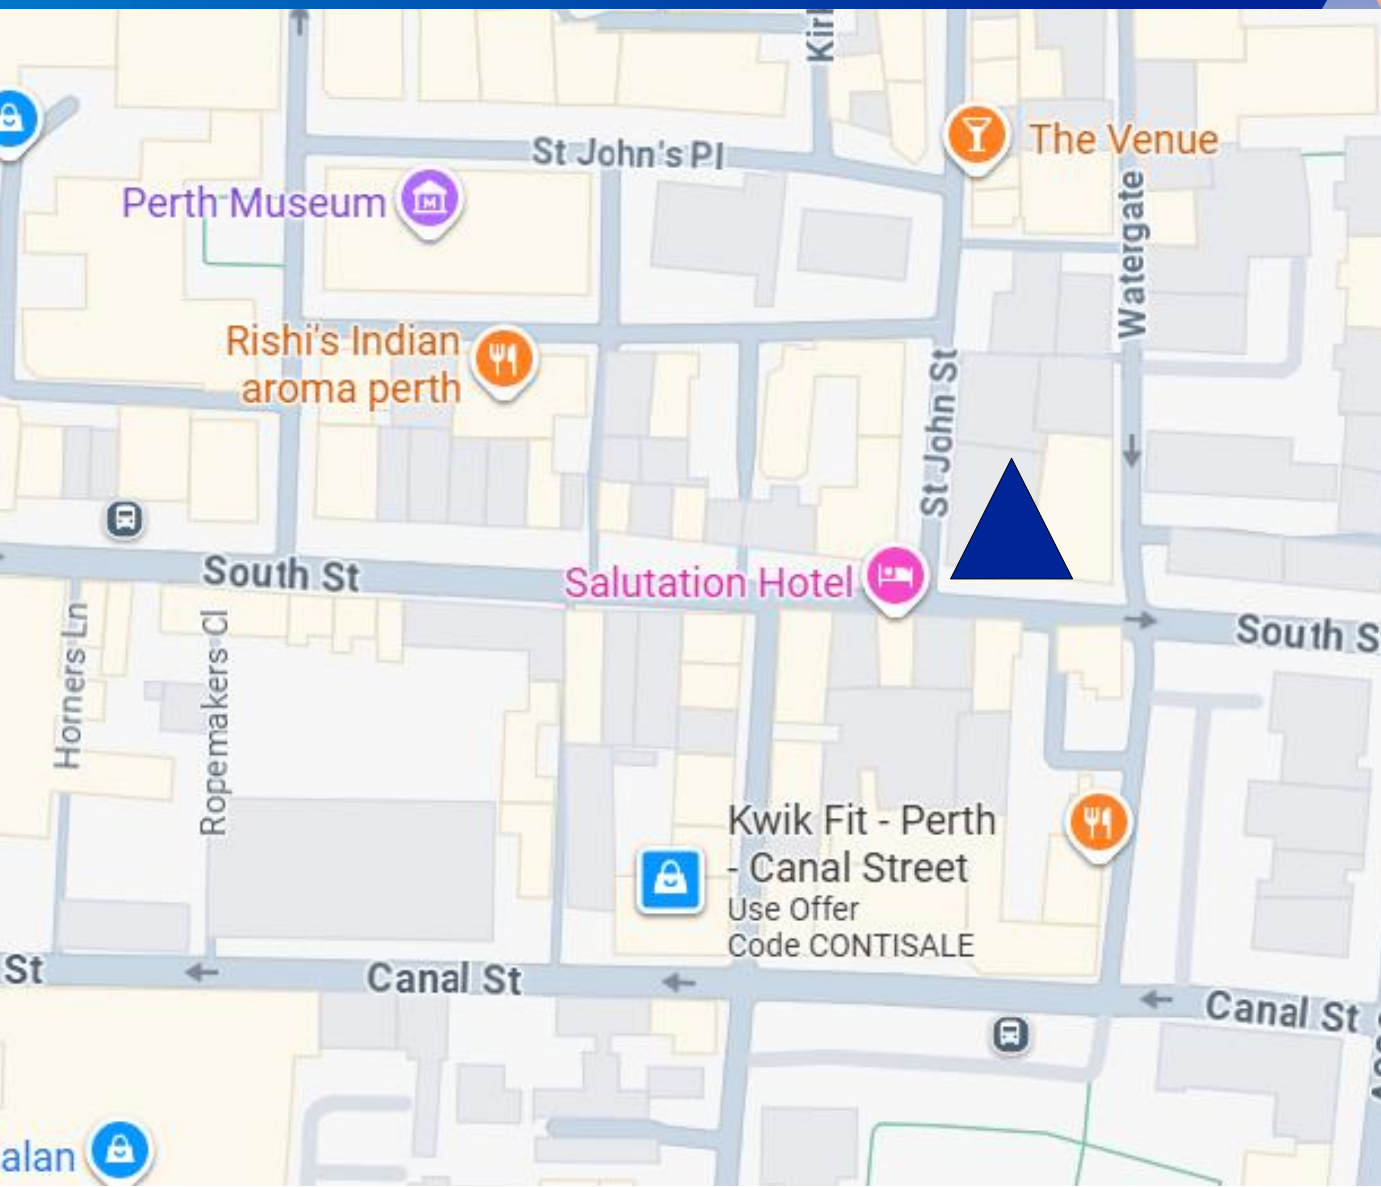 Kir
St John's Pl
The Venue
Perth Museum
Watergate
Rishi's Indian
aroma perth
St John St
South St
Salutation Hotel
South S
Horners Ln
Ropemakers Cl
Kwik Fit - Perth
- Canal Street
Use Offer
Code CONTISALE
St
Canal St
Canal St
alan